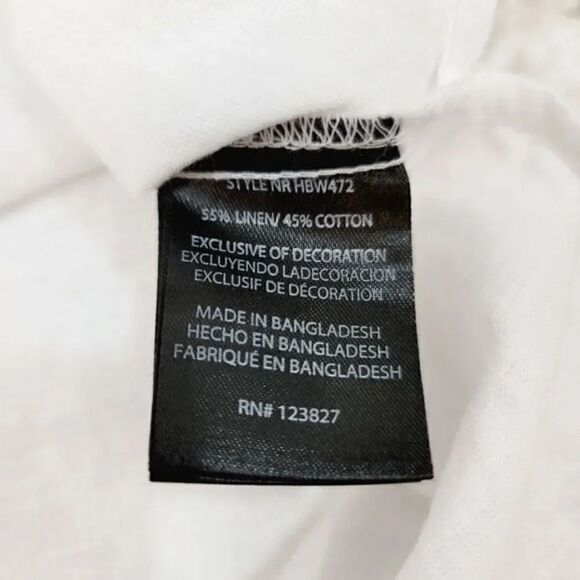 STYLE NR HBW472
55% LINEN/ 45% COTTON
EXCLUSIVE OF DECORATION
EXCLUYENDO LADECORACION
EXCLUSIF DE DÉCORATION
MADE IN BANGLADESH
HECHO EN BANGLADESH
FABRIQUÉ EN BANGLADESH
RN# 123827